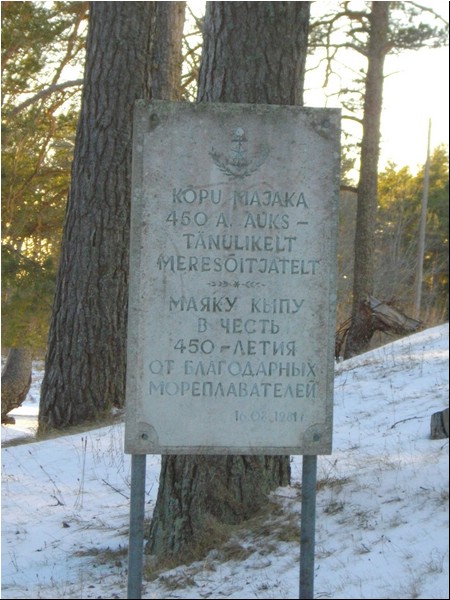 KÕPU MAJAKA
450 A. AUKS –
TÄNULIKELT
MERESÕITJATELT
МАЯКУ КЫПУ
В ЧЕСТЬ
450 – ЛЕТИЯ
ОТ БЛАГОДАРНЫХ
МОРЕПЛАВАТЕЛЕЙ